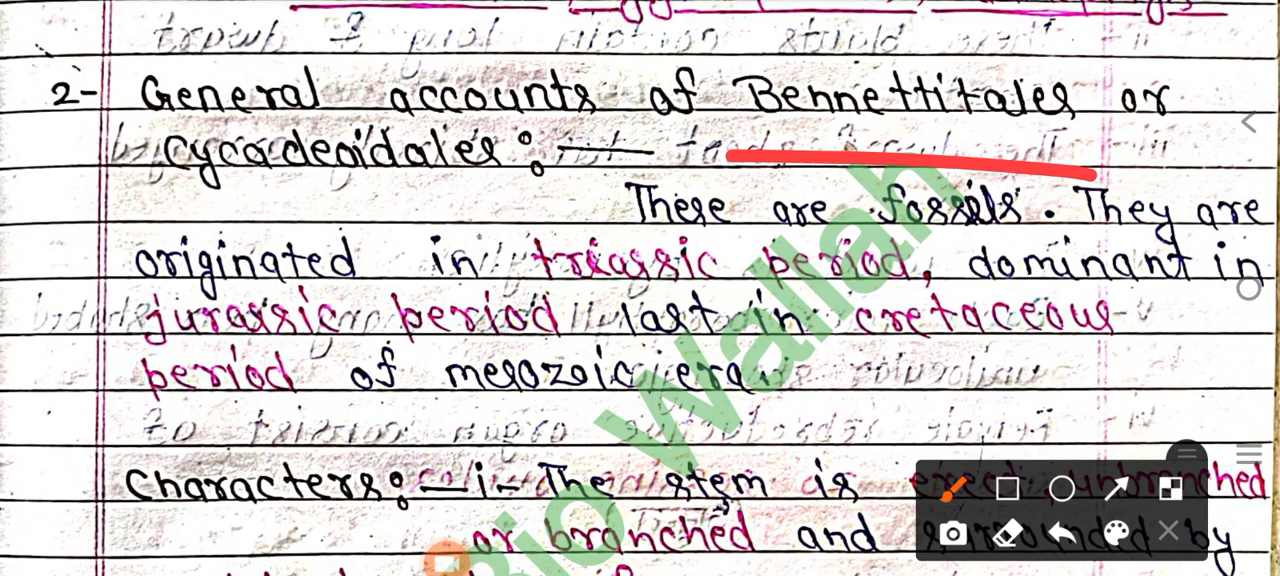 2- General accounts of Bennettitales or
Cycadeoidales :—
These are fossils. They are
originated in triassic period, dominant in
jurassic period last in cretaceous
period of mesozoic era
Characters:—i- The stem is erect, unbranched
or branched and surrounded by
Bio Wallah